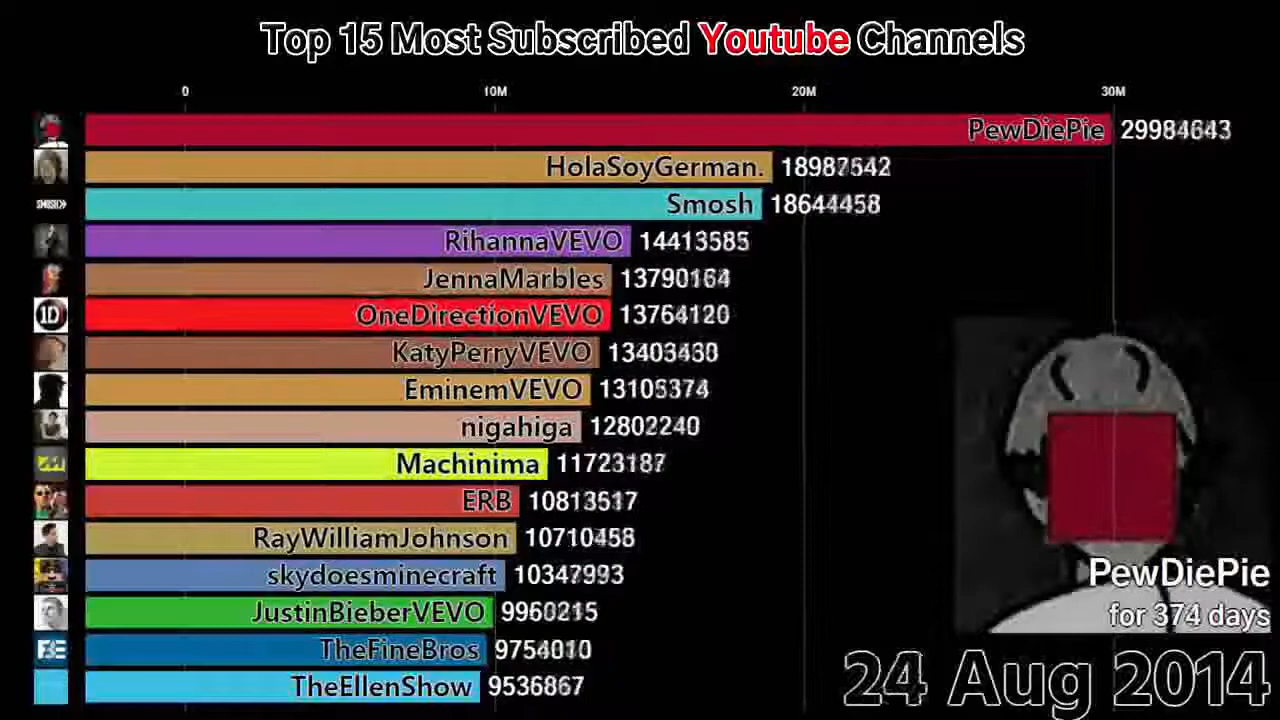 Top 15 Most Subscribed Youtube Channels
0 10M 20M 30M
PewDiePie 29984643
HolaSoyGerman. 18987542
SMOSH Smosh 18644458
RihannaVEVO 14413585
JennaMarbles 13790164
1D OneDirectionVEVO 13764120
KatyPerryVEVO 13403430
EminemVEVO 13105374
nigahiga 12802240
Machinima 11723187
ERB 10813517
RayWilliamJohnson 10710458
skydoesminecraft 10347993
JustinBieberVEVO 9960215
TheFineBros 9754010
TheEllenShow 9536867
PewDiePie
for 374 days
24 Aug 2014